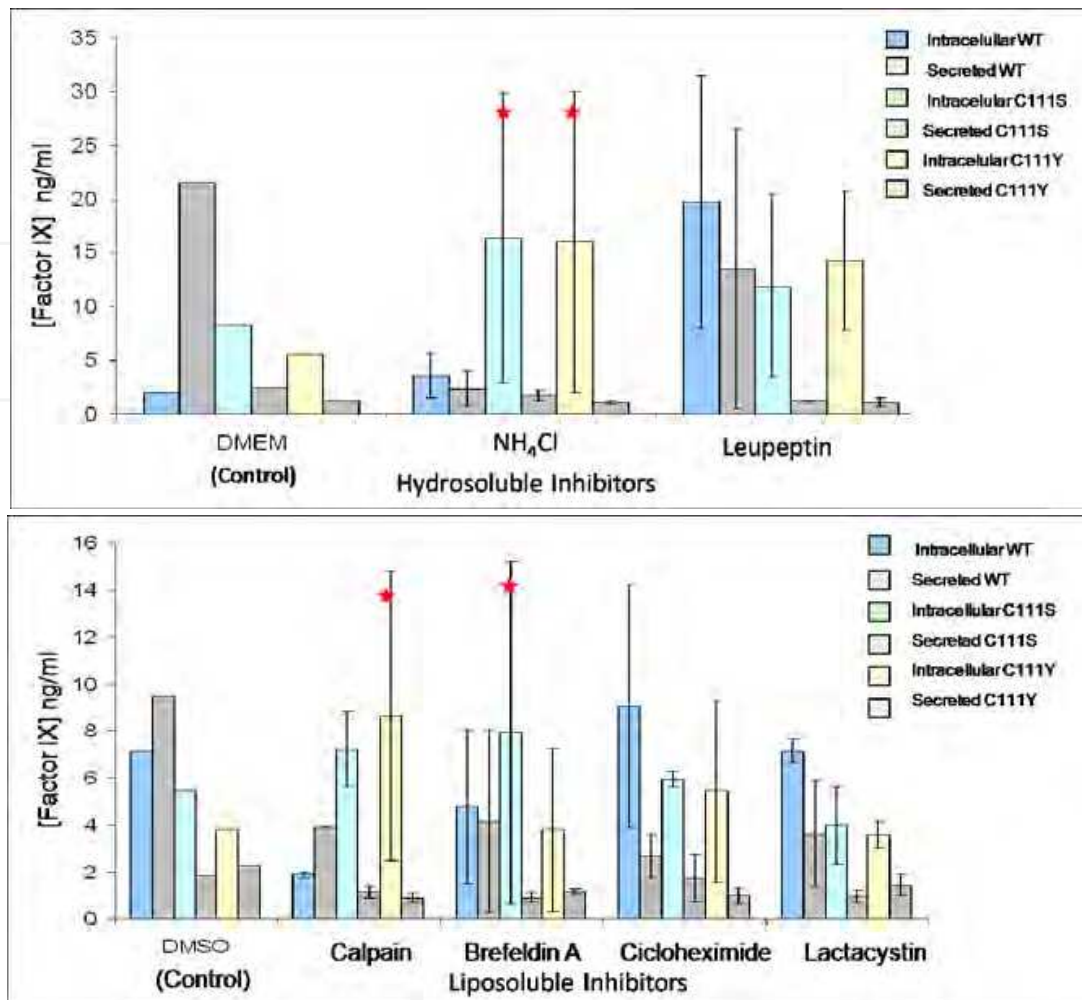 35
30
25
20
15
10
5
0
[Factor IX] ng/ml
Intracelullar WT
Secreted WT
Intracelular C111S
Secreted C111S
Intracelular C111Y
Secreted C111Y
DMEM
(Control)
NH₄Cl
Leupeptin
Hydrosoluble Inhibitors
16
14
12
10
8
6
4
2
0
[Factor IX] ng/ml
Intracellular WT
Secreted WT
Intracellular C111S
Secreted C111S
Intracellular C111Y
Secreted C111Y
DMSO
(Control)
Calpain
Brefeldin A
Cicloheximide
Lactacystin
Liposoluble Inhibitors